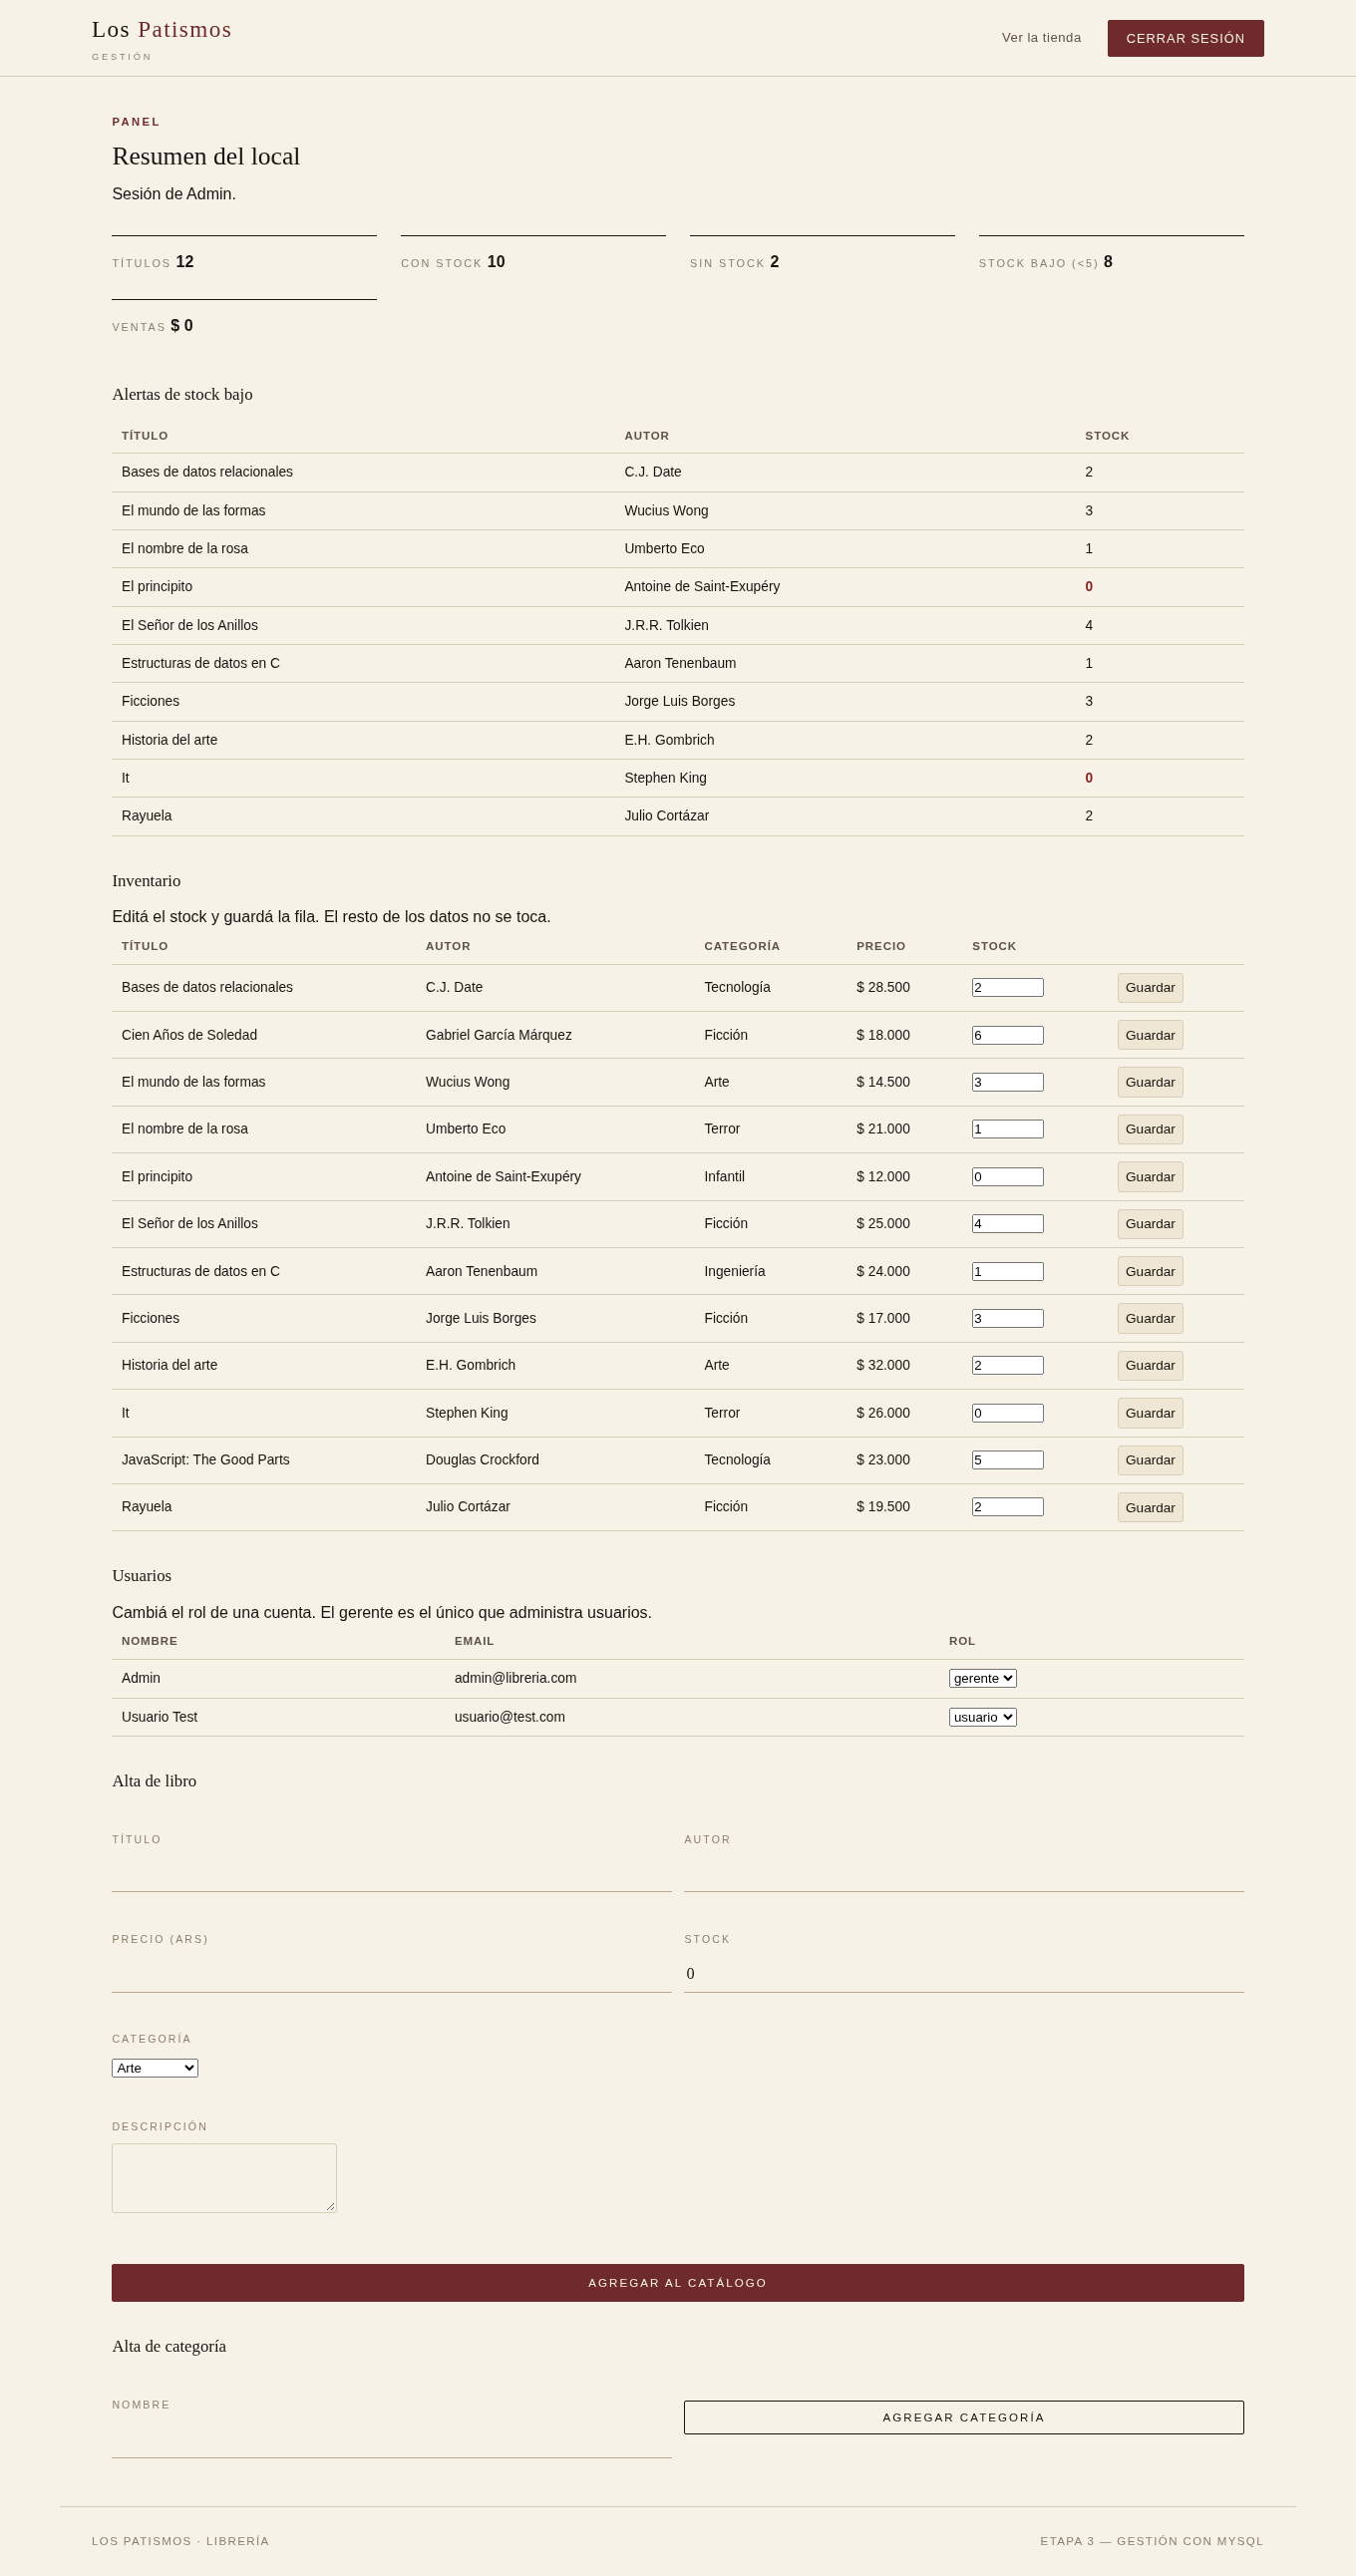 Los Patismos
GESTIÓN
Ver la tienda
CERRAR SESIÓN
PANEL
Resumen del local
Sesión de Admin.
TÍTULOS 12
CON STOCK 10
SIN STOCK 2
STOCK BAJO (<5) 8
VENTAS $ 0
Alertas de stock bajo
TÍTULO AUTOR STOCK
Bases de datos relacionales C.J. Date 2
El mundo de las formas Wucius Wong 3
El nombre de la rosa Umberto Eco 1
El principito Antoine de Saint-Exupéry 0
El Señor de los Anillos J.R.R. Tolkien 4
Estructuras de datos en C Aaron Tenenbaum 1
Ficciones Jorge Luis Borges 3
Historia del arte E.H. Gombrich 2
It Stephen King 0
Rayuela Julio Cortázar 2
Inventario
Editá el stock y guardá la fila. El resto de los datos no se toca.
TÍTULO AUTOR CATEGORÍA PRECIO STOCK
Bases de datos relacionales C.J. Date Tecnología $ 28.500 2 Guardar
Cien Años de Soledad Gabriel García Márquez Ficción $ 18.000 6 Guardar
El mundo de las formas Wucius Wong Arte $ 14.500 3 Guardar
El nombre de la rosa Umberto Eco Terror $ 21.000 1 Guardar
El principito Antoine de Saint-Exupéry Infantil $ 12.000 0 Guardar
El Señor de los Anillos J.R.R. Tolkien Ficción $ 25.000 4 Guardar
Estructuras de datos en C Aaron Tenenbaum Ingeniería $ 24.000 1 Guardar
Ficciones Jorge Luis Borges Ficción $ 17.000 3 Guardar
Historia del arte E.H. Gombrich Arte $ 32.000 2 Guardar
It Stephen King Terror $ 26.000 0 Guardar
JavaScript: The Good Parts Douglas Crockford Tecnología $ 23.000 5 Guardar
Rayuela Julio Cortázar Ficción $ 19.500 2 Guardar
Usuarios
Cambiá el rol de una cuenta. El gerente es el único que administra usuarios.
NOMBRE EMAIL ROL
Admin admin@libreria.com gerente
Usuario Test usuario@test.com usuario
Alta de libro
TÍTULO AUTOR
PRECIO (ARS) STOCK
0
CATEGORÍA
Arte
DESCRIPCIÓN
AGREGAR AL CATÁLOGO
Alta de categoría
NOMBRE
AGREGAR CATEGORÍA
LOS PATISMOS · LIBRERÍA
ETAPA 3 — GESTIÓN CON MYSQL